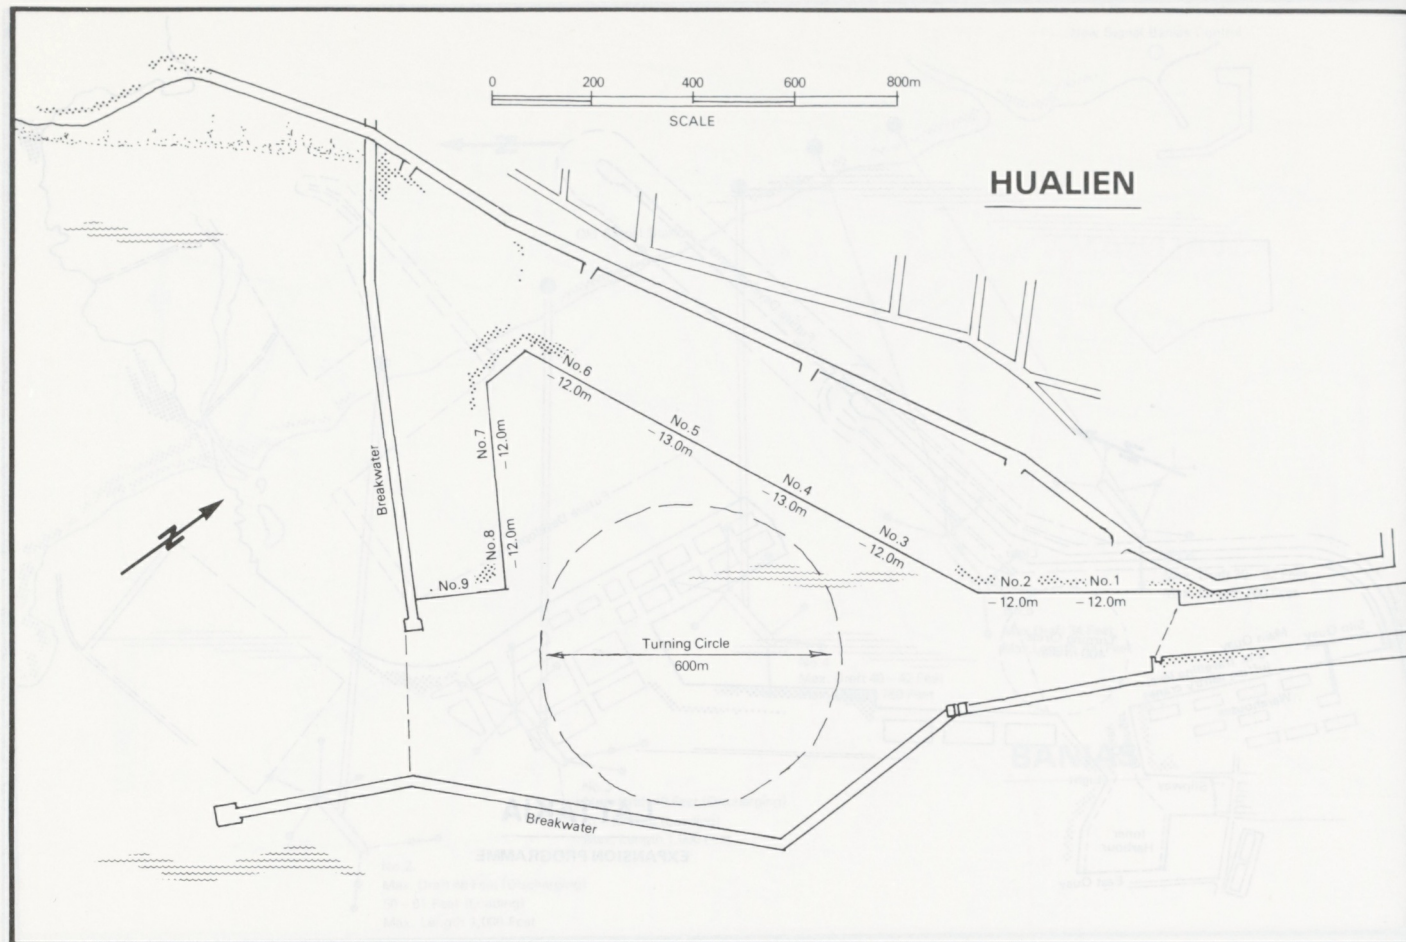 0 200 400 600 800m
SCALE
HUALIEN
No.6
-12.0m
No.5
-13.0m
No.4
-13.0m
No.3
-12.0m
No.2
-12.0m
No.1
-12.0m
No.7
-12.0m
No.8
-12.0m
No.9
Breakwater
N
Turning Circle
600m
Breakwater